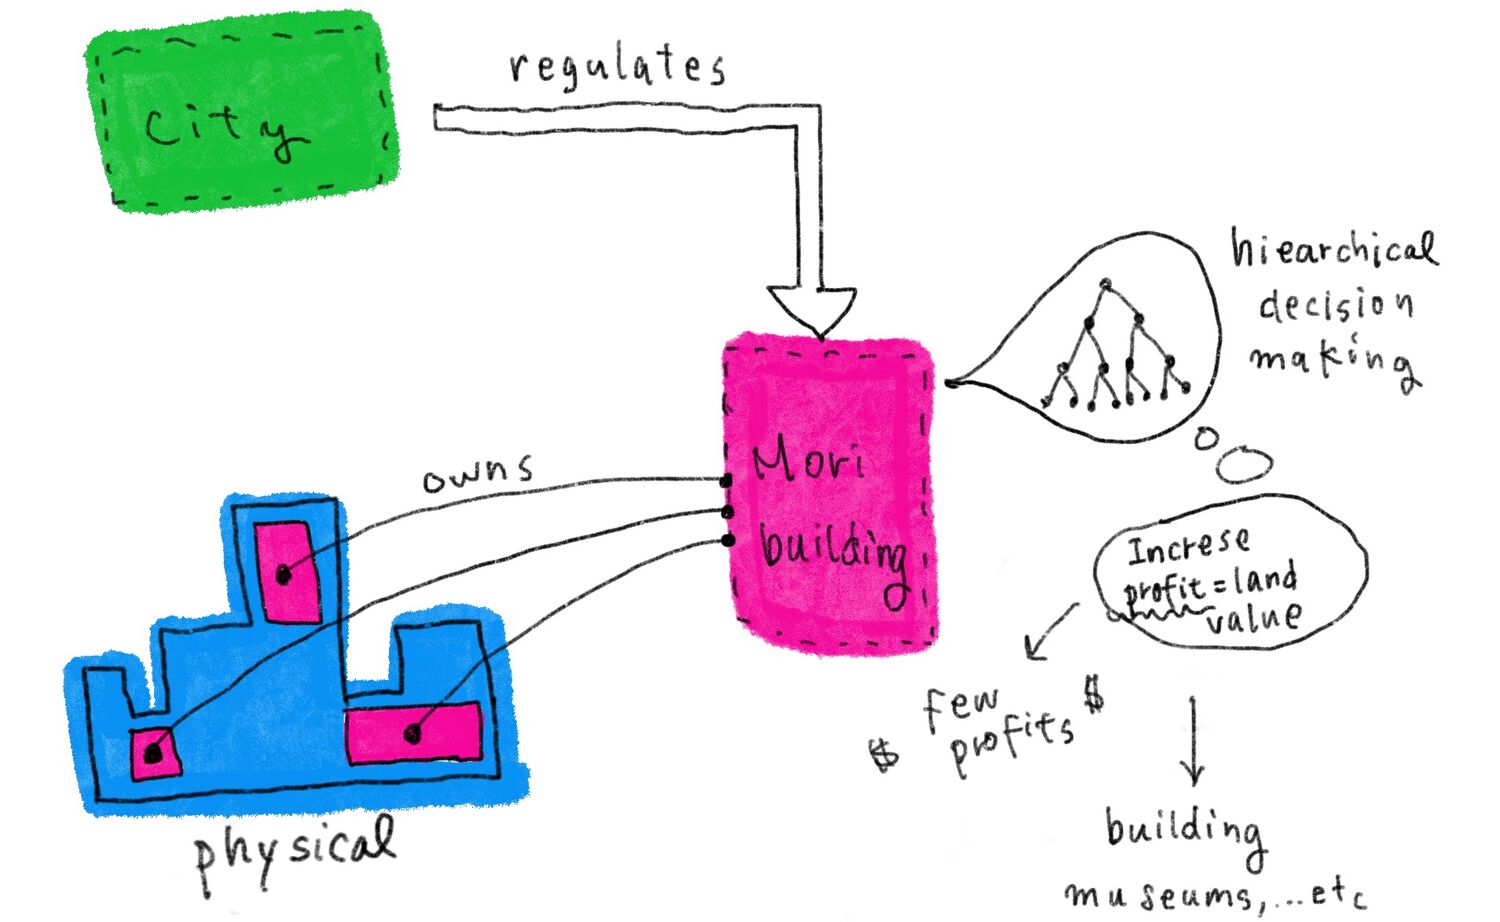 City
regulates
hiearchical
decision
making
owns
Mori
building
Increse
profit = land
value
few
profits
$
$
physical
building
museums, ... etc